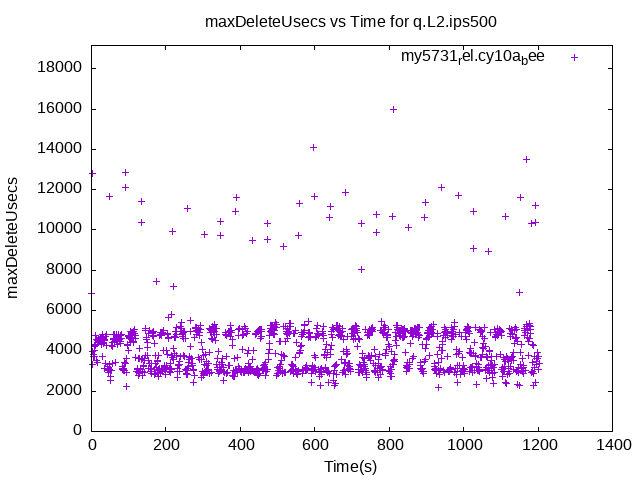 maxDeleteUsecs vs Time for q.L2.ips500
my5731rel.cy10abee
18000
16000
14000
12000
10000
8000
6000
4000
2000
0
maxDeleteUsecs
0 200 400 600 800 1000 1200 1400
Time(s)